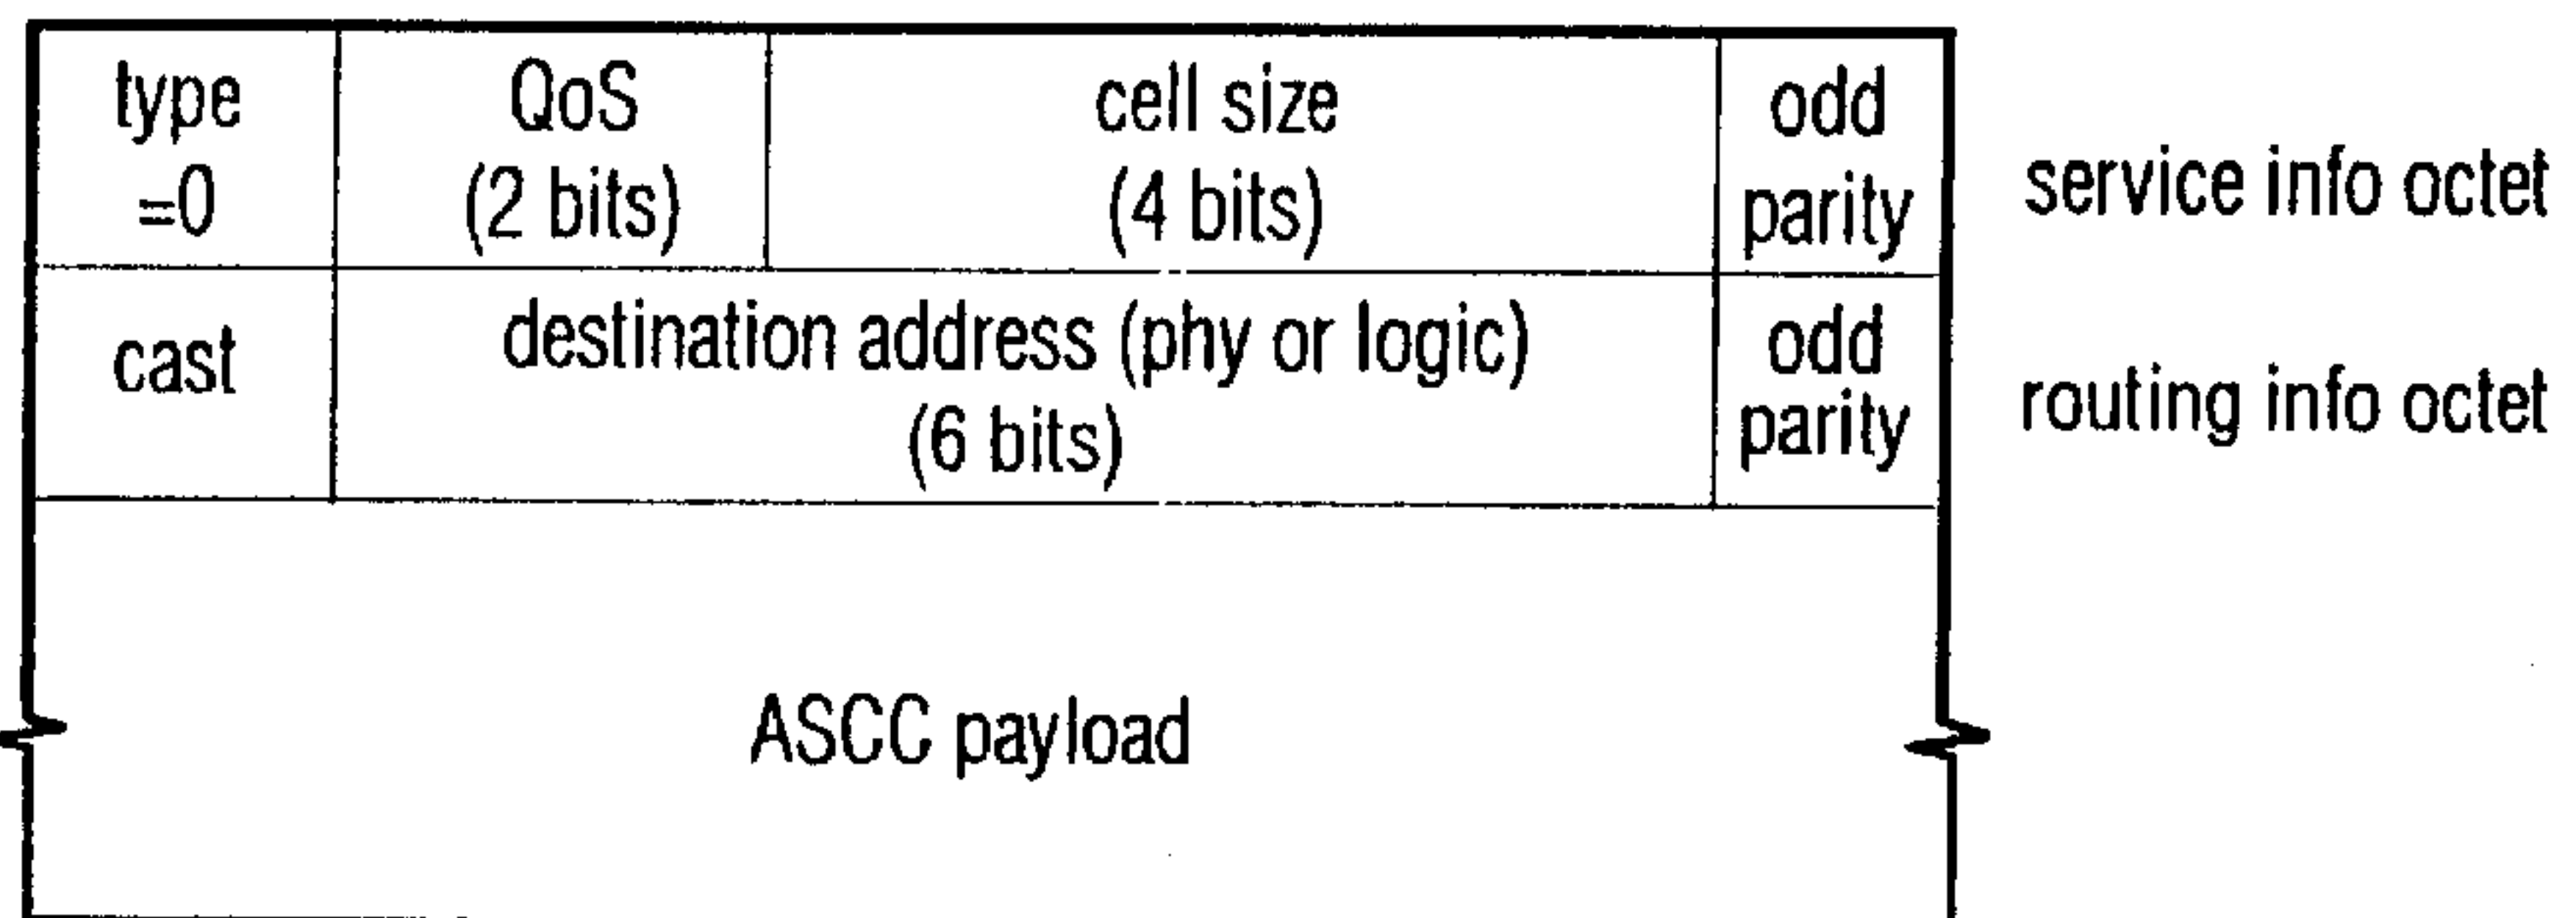 type
=0
QoS
(2 bits)
cell size
(4 bits)
odd
parity
service info octet
cast
destination address (phy or logic)
(6 bits)
odd
parity
routing info octet
ASCC payload